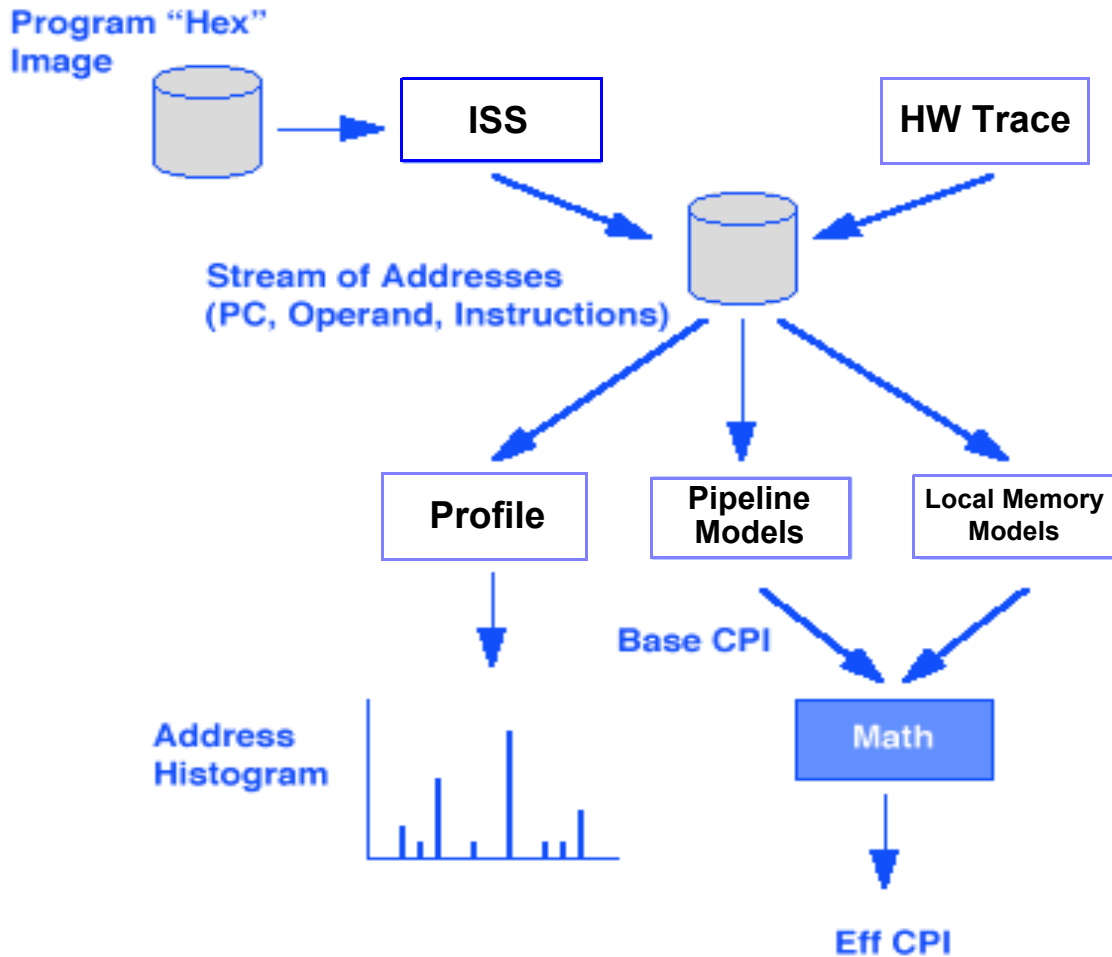 Program “Hex”
Image
ISS
HW Trace
Stream of Addresses
(PC, Operand, Instructions)
Profile
Pipeline
Models
Local Memory
Models
Base CPI
Address
Histogram
Math
Eff CPI